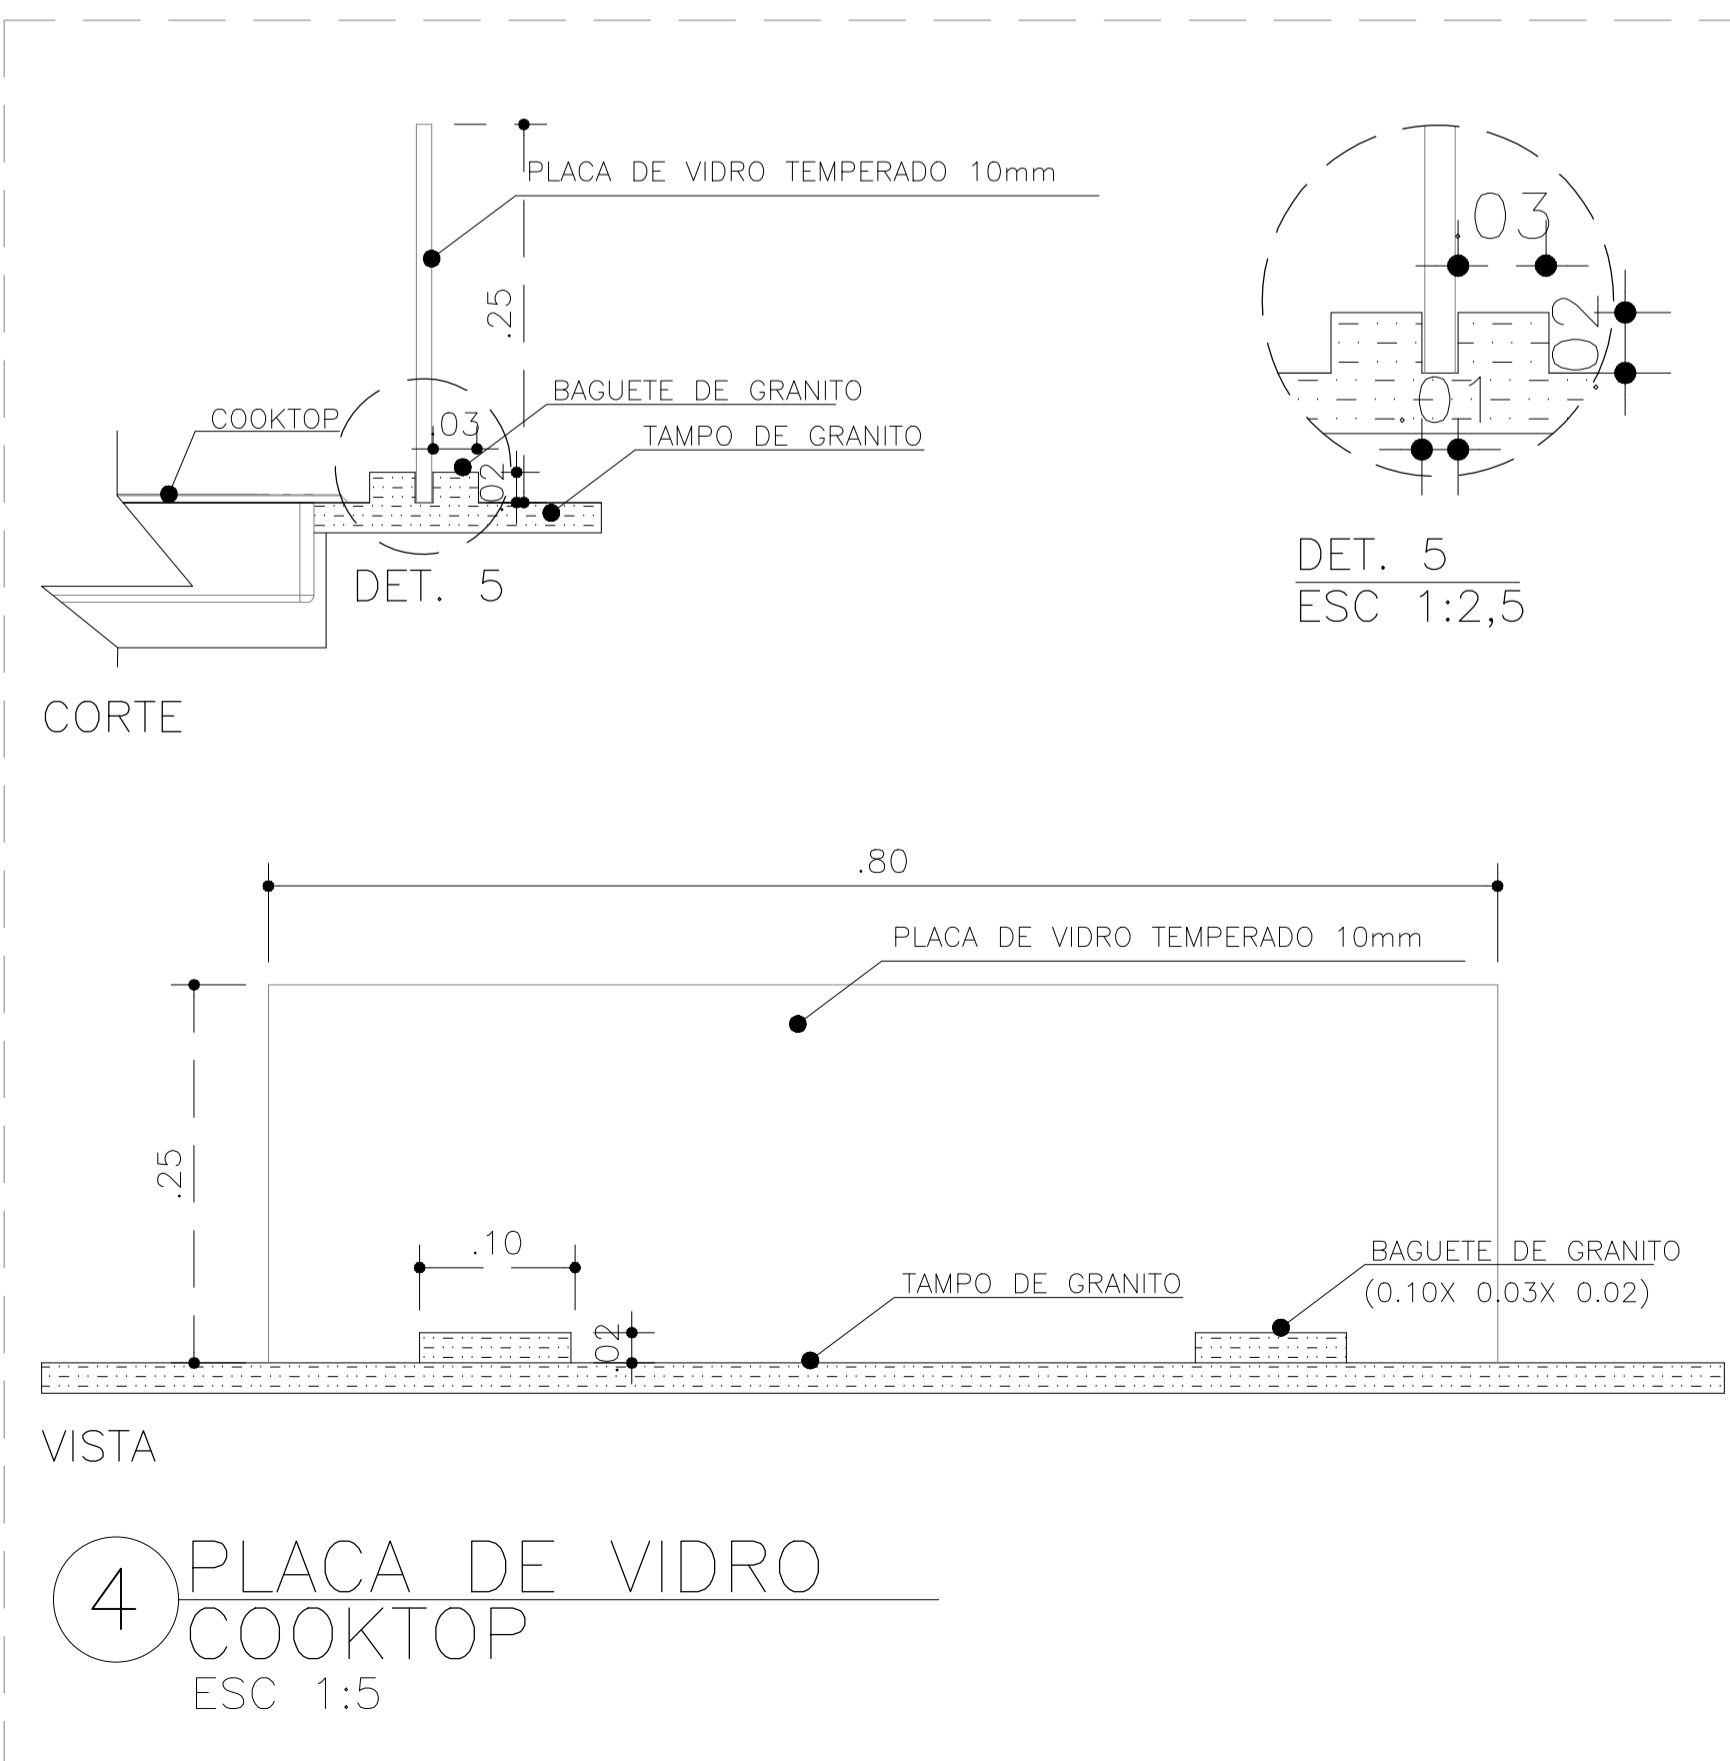 PLACA DE VIDRO TEMPERADO 10mm
.25
BAGUETE DE GRANITO
COOKTOP
.03
TAMPO DE GRANITO
.02
DET. 5
CORTE
.03
.02
.01
DET. 5
ESC 1:2,5
.80
PLACA DE VIDRO TEMPERADO 10mm
.25
.10
BAGUETE DE GRANITO
(0.10X 0.03X 0.02)
TAMPO DE GRANITO
.02
VISTA
4
PLACA DE VIDRO
COOKTOP
ESC 1:5